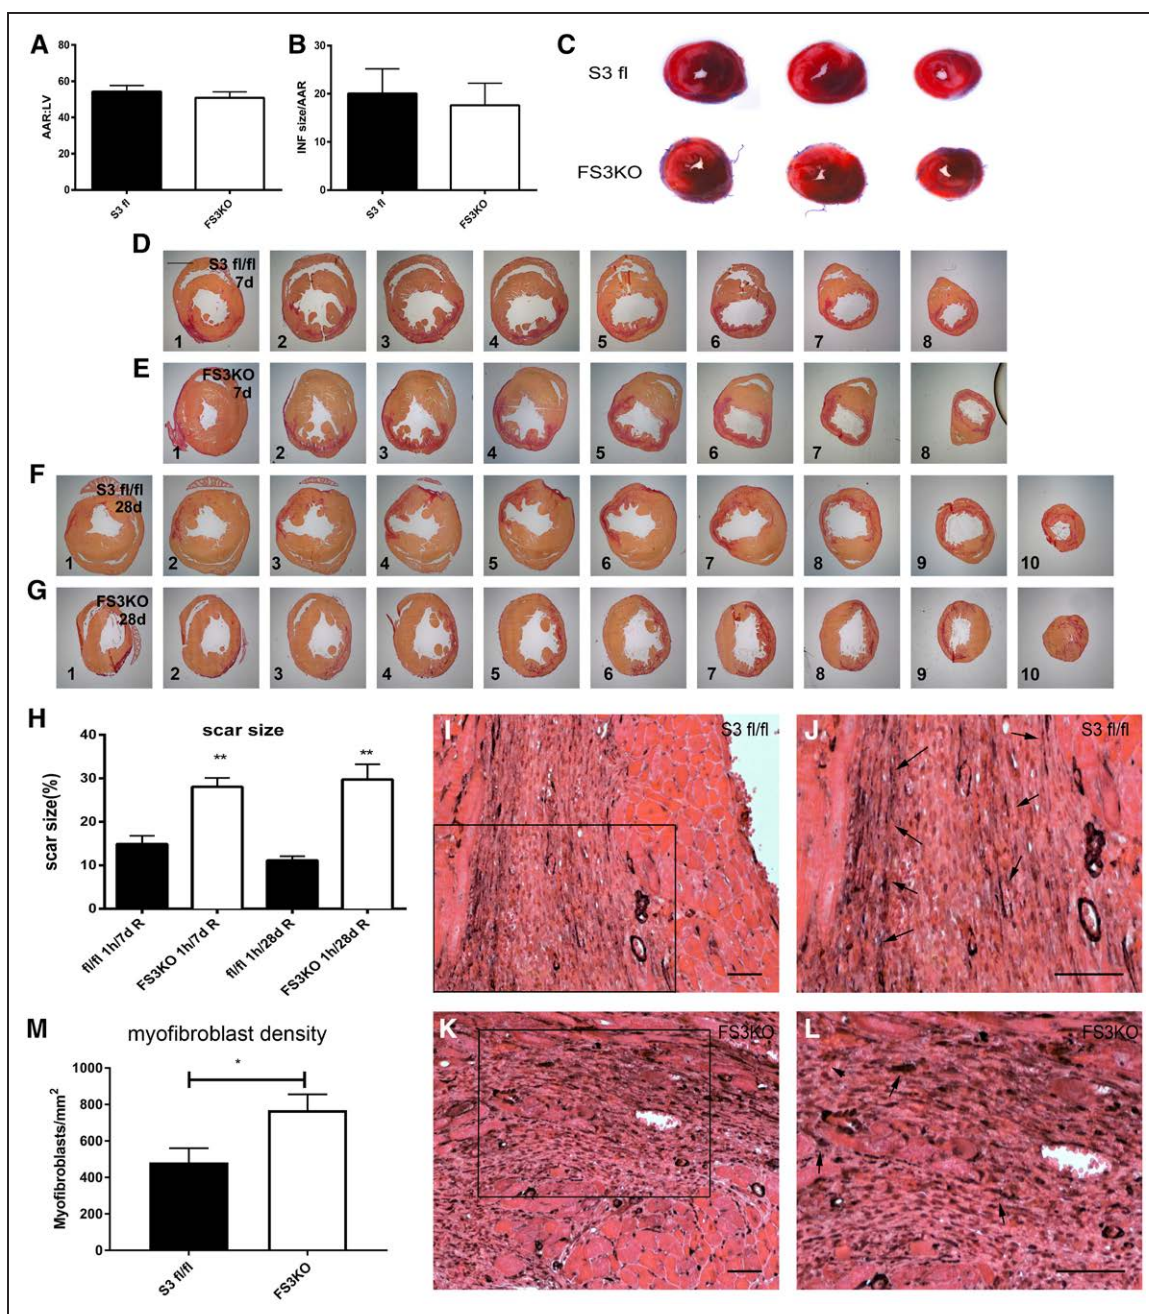 A
80
60
40
20
0
AAR:LV
S3 fl
FS3KO
B
30
20
10
0
INF size/AAR
S3 fl
FS3KO
C
S3 fl
FS3KO
D
S3 fl/fl
7d
1 2 3 4 5 6 7 8
E
FS3KO
7d
1 2 3 4 5 6 7 8
F
S3 fl/fl
28d
1 2 3 4 5 6 7 8 9 10
G
FS3KO
28d
1 2 3 4 5 6 7 8 9 10
H
scar size
40
30
20
10
0
scar size(%)
** **
fl/fl 1h/7d R
FS3KO 1h/7d R
fl/fl 1h/28d R
FS3KO 1h/28d R
I
S3 fl/fl
J
S3 fl/fl
M
myofibroblast density
1000
800
600
400
200
0
Myofibroblasts/mm2
*
S3 fl/fl
FS3KO
K
FS3KO
L
FS3KO